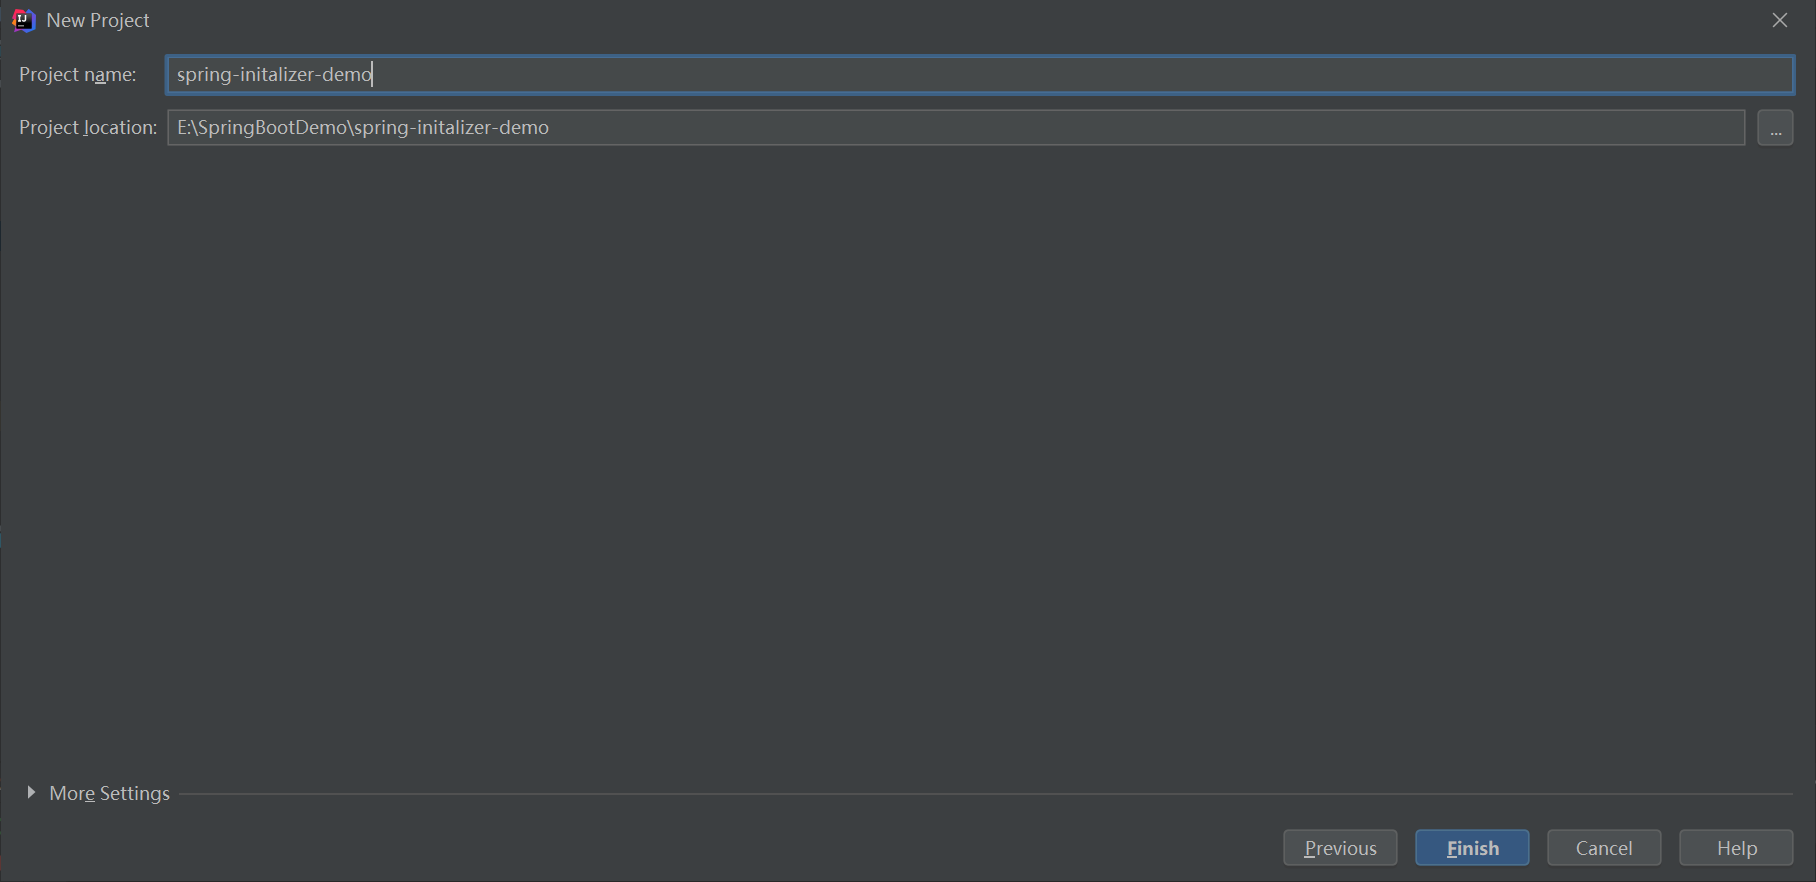 New Project
Project name: spring-initalizer-demo
Project location: E:\SpringBootDemo\spring-initalizer-demo ...
More Settings
Previous Finish Cancel Help